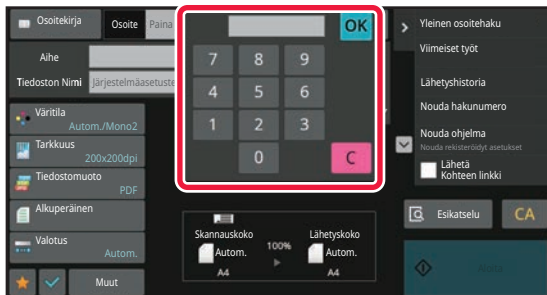 Osoitekirja
Osoite
Paina
OK
Yleinen osoitehaku
Viimeiset työt
Aihe
7 8 9
Tiedoston Nimi
Järjestelmäasetuste
Lähetyshistoria
4 5 6
Nouda hakunumero
Väritila
Autom./Mono2
1 2 3
Nouda ohjelma
Nouda rekisteröidyt asetukset
Tarkkuus
200x200dpi
0
C
Lähetä
Kohteen linkki
Tiedostomuoto
PDF
Alkuperäinen
Esikatselu
CA
Skannauskoko
Autom.
A4
100%
Lähetyskoko
Autom.
A4
Valotus
Autom.
Muut